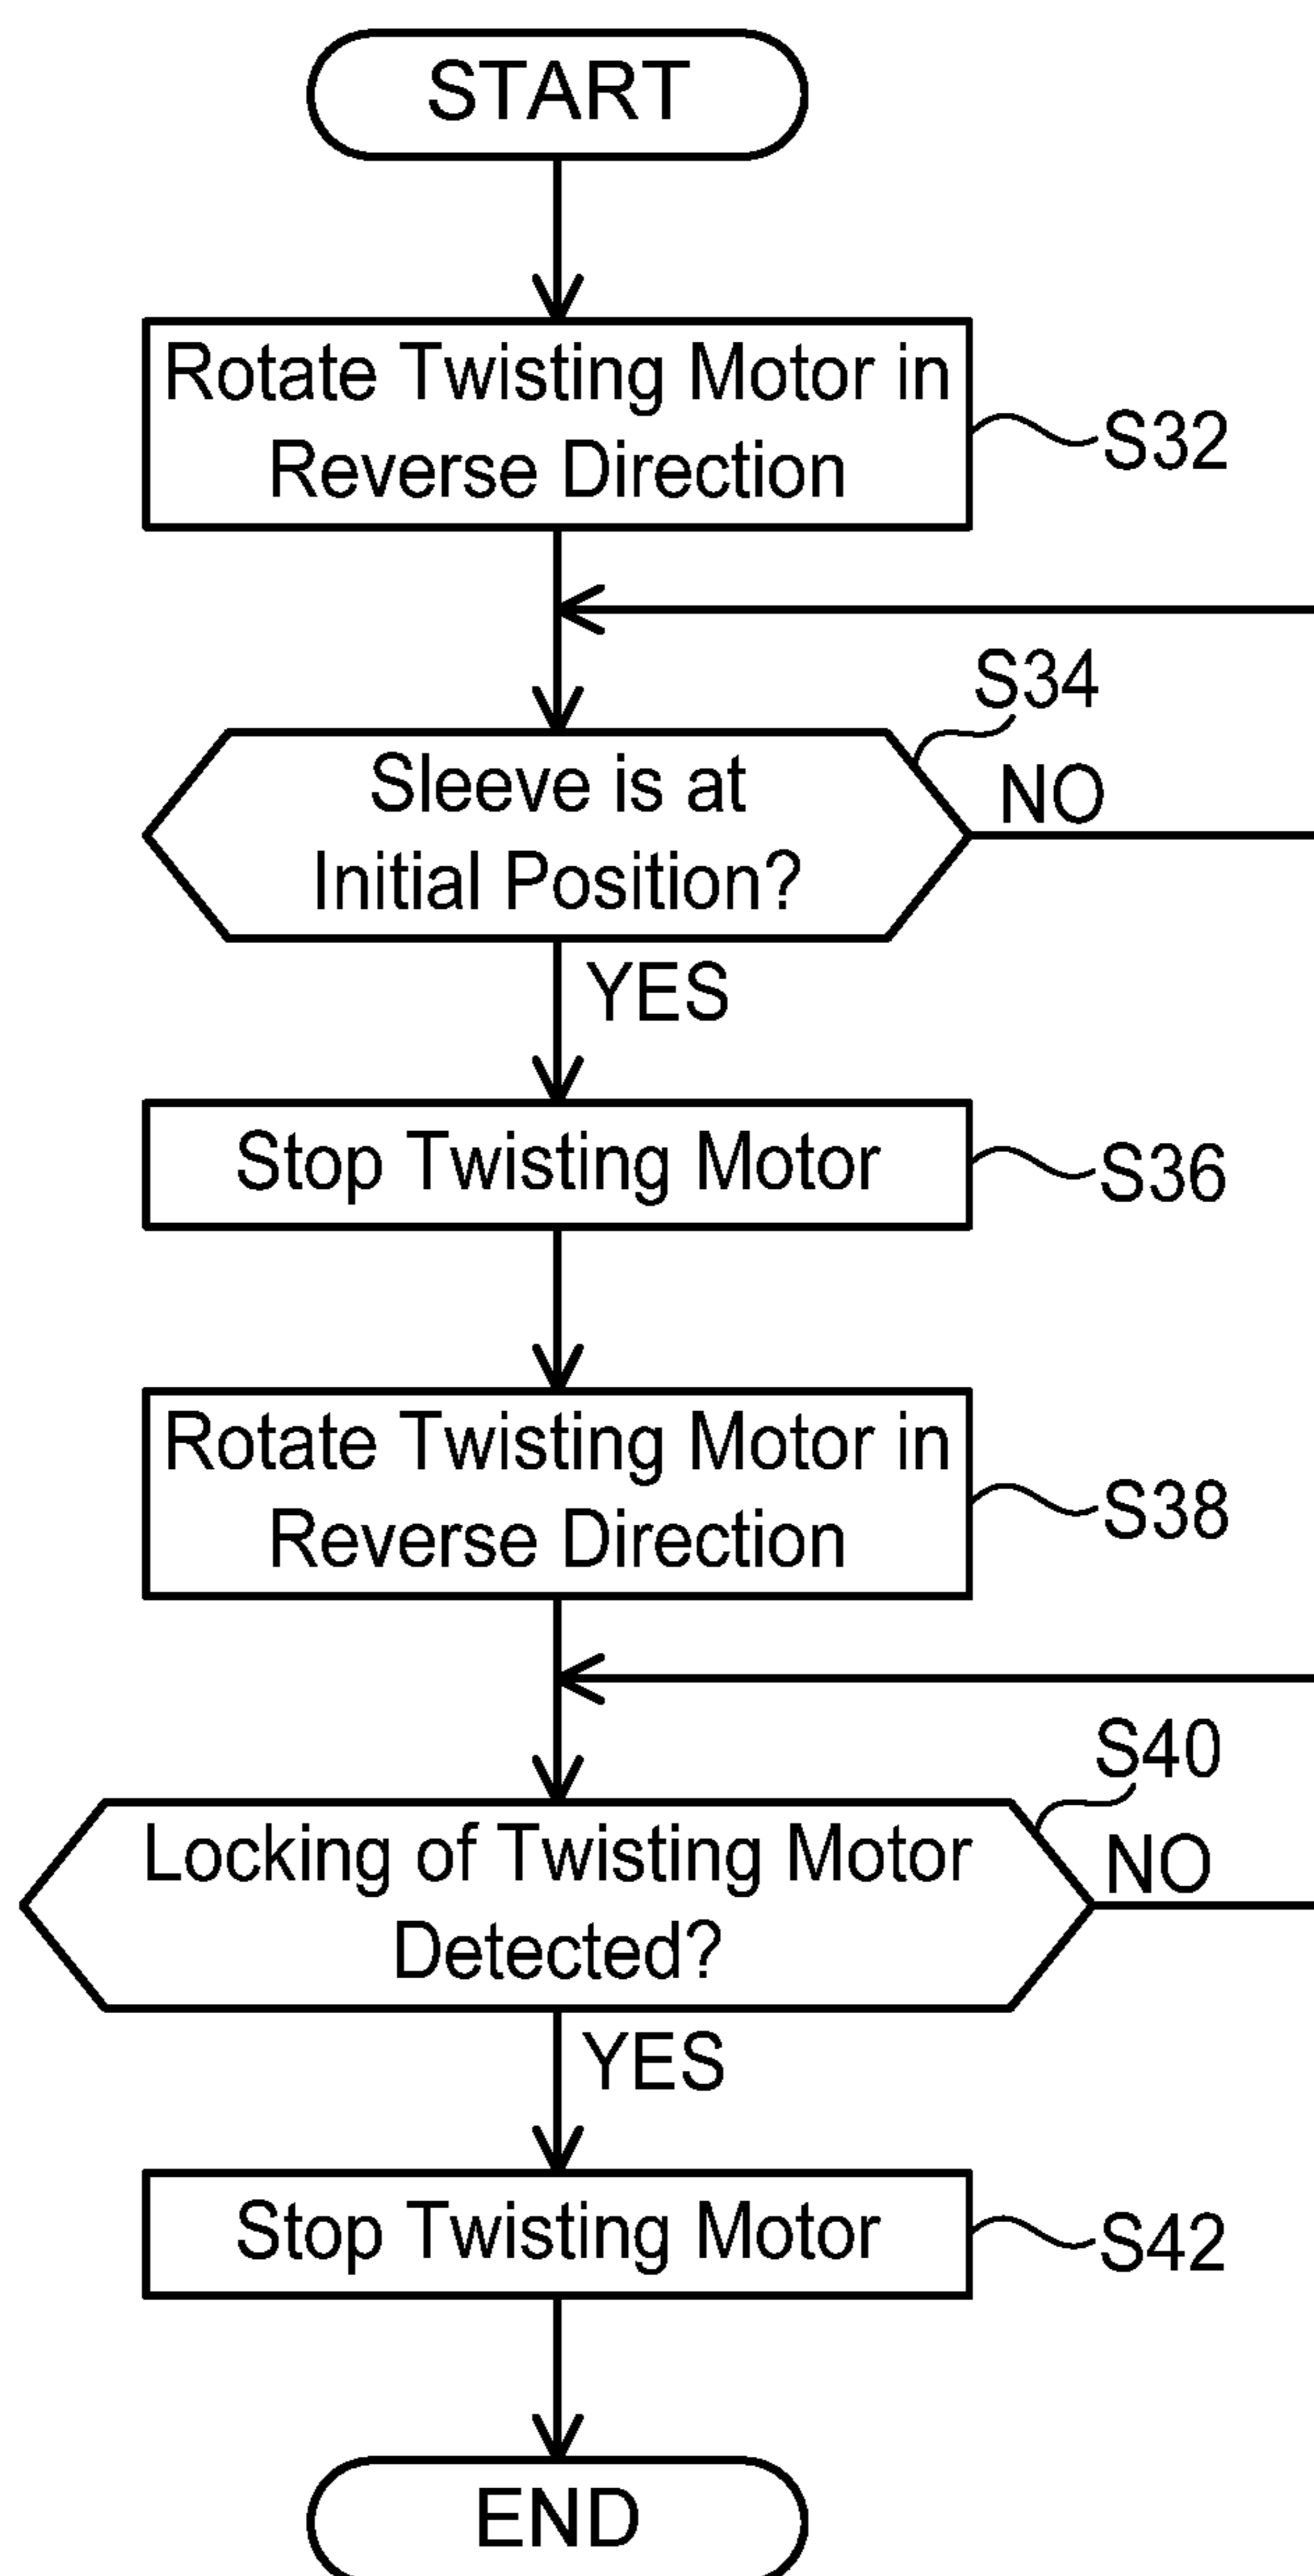 START
Rotate Twisting Motor in
Reverse Direction
S32
S34
Sleeve is at
Initial Position?
NO
YES
Stop Twisting Motor
S36
Rotate Twisting Motor in
Reverse Direction
S38
S40
Locking of Twisting Motor
Detected?
NO
YES
Stop Twisting Motor
S42
END